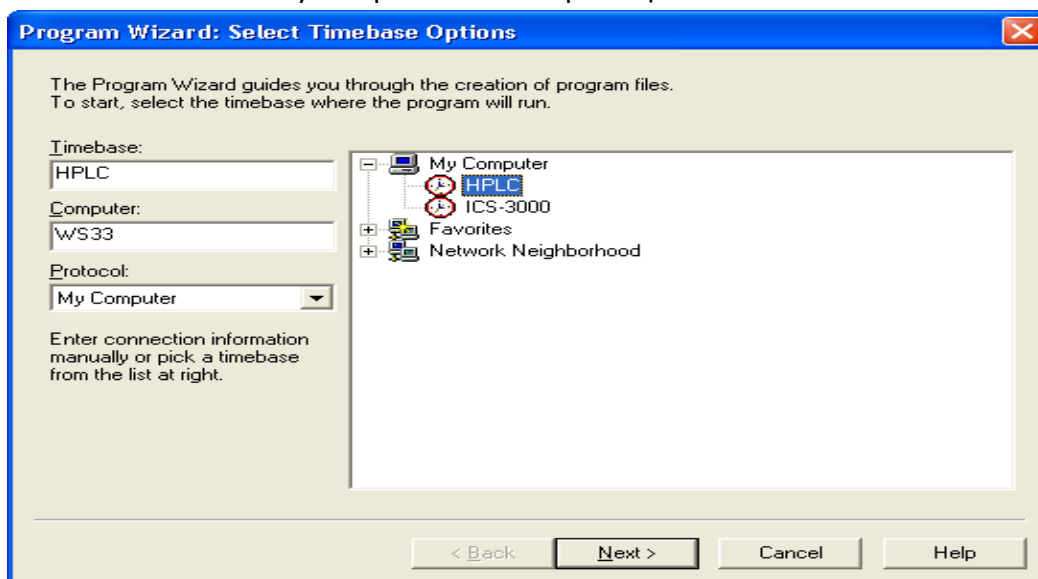 Program Wizard: Select Timebase Options
The Program Wizard guides you through the creation of program files.
To start, select the timebase where the program will run.
Timebase:
HPLC
Computer:
WS33
Protocol:
My Computer
Enter connection information
manually or pick a timebase
from the list at right.
My Computer
HPLC
ICS-3000
Favorites
Network Neighborhood
< Back
Next >
Cancel
Help